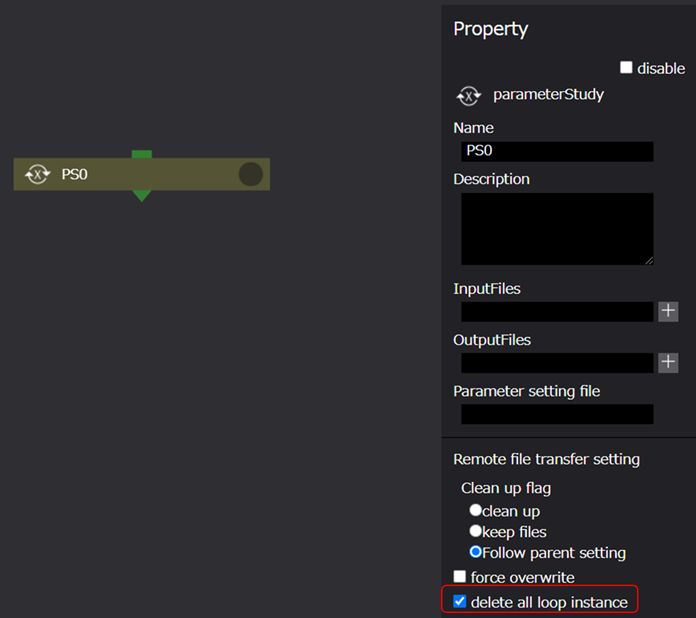 Property
disable
parameterStudy
Name
PS0
PS0
Description
InputFiles
OutputFiles
Parameter setting file
Remote file transfer setting
Clean up flag
clean up
keep files
Follow parent setting
force overwrite
delete all loop instance